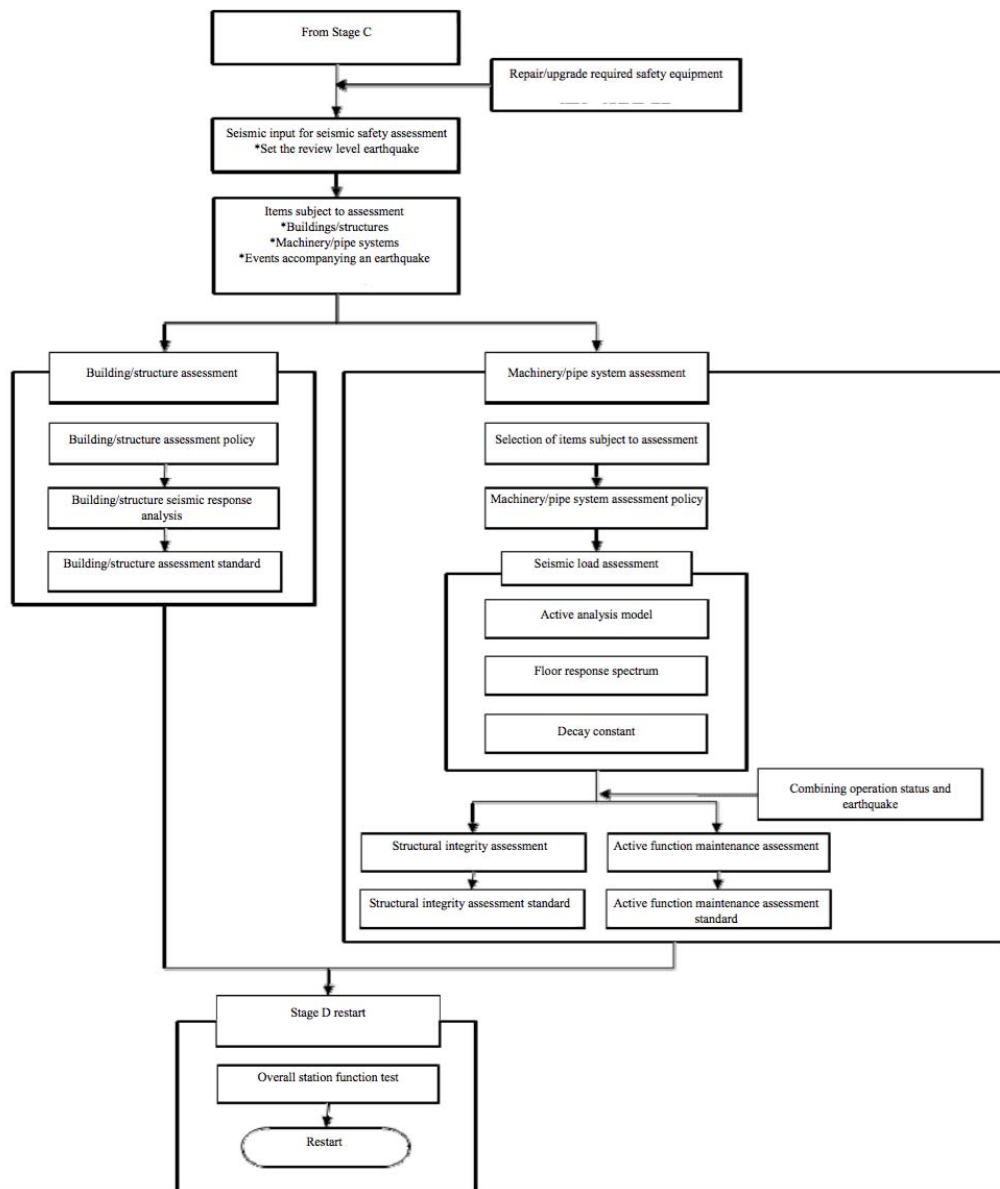 From Stage C
Repair/upgrade required safety equipment
Seismic input for seismic safety assessment
*Set the review level earthquake
Items subject to assessment
*Buildings/structures
*Machinery/pipe systems
*Events accompanying an earthquake
Building/structure assessment
Building/structure assessment policy
Building/structure seismic response
analysis
Building/structure assessment standard
Machinery/pipe system assessment
Selection of items subject to assessment
Machinery/pipe system assessment policy
Seismic load assessment
Active analysis model
Floor response spectrum
Decay constant
Combining operation status and
earthquake
Structural integrity assessment
Structural integrity assessment standard
Active function maintenance assessment
Active function maintenance assessment
standard
Stage D restart
Overall station function test
Restart